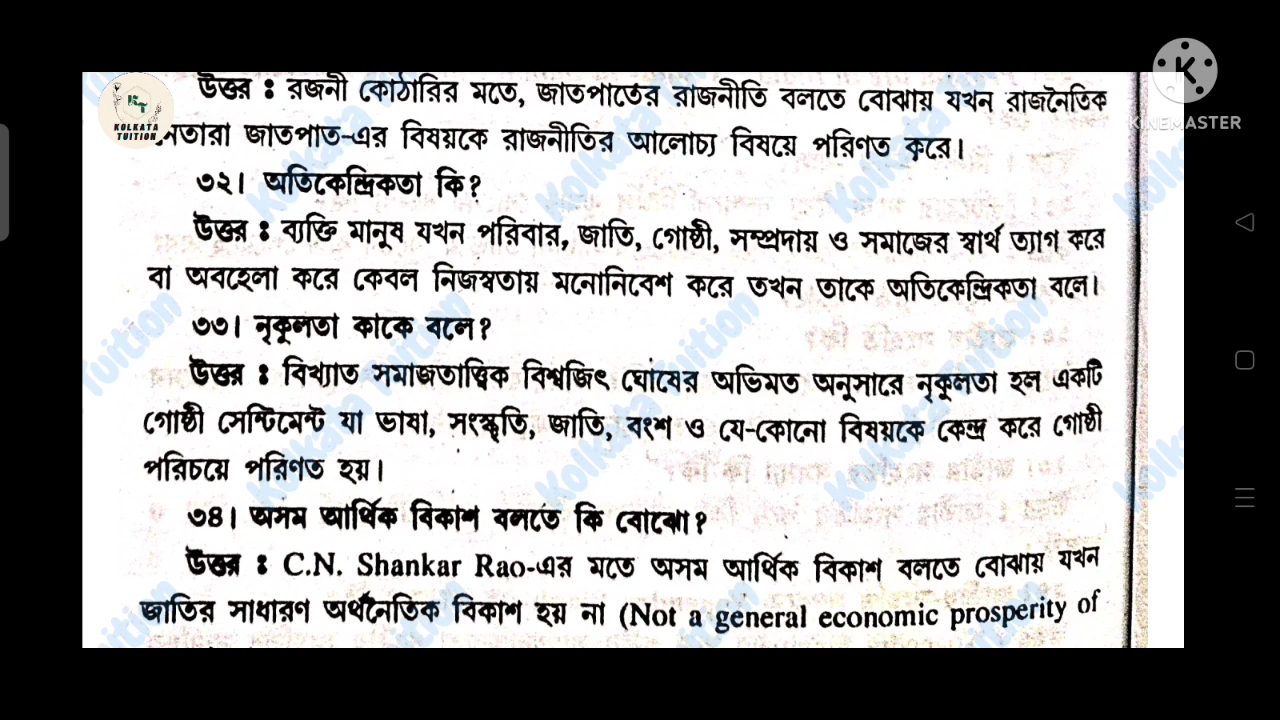 উত্তর : রজনী কোঠারির মতে, জাতপাতের রাজনীতি বলতে বোঝায় যখন রাজনৈতিক
নেতারা জাতপাত-এর বিষয়কে রাজনীতির আলোচ্য বিষয়ে পরিণত করে।
৩২। অতিকেন্দ্রিকতা কি?
উত্তর : ব্যক্তি মানুষ যখন পরিবার, জাতি, গোষ্ঠী, সম্প্রদায় ও সমাজের স্বার্থ ত্যাগ করে
বা অবহেলা করে কেবল নিজস্বতায় মনোনিবেশ করে তখন তাকে অতিকেন্দ্রিকতা বলে।
৩৩। নৃকুলতা কাকে বলে?
উত্তর : বিখ্যাত সমাজতাত্ত্বিক বিশ্বজিৎ ঘোষের অভিমত অনুসারে নৃকুলতা হল একটি
গোষ্ঠী সেন্টিমেন্ট যা ভাষা, সংস্কৃতি, জাতি, বংশ ও যে-কোনো বিষয়কে কেন্দ্র করে গোষ্ঠী
পরিচয়ে পরিণত হয়।
৩৪। অসম আর্থিক বিকাশ বলতে কি বোঝো?
উত্তর : C.N. Shankar Rao-এর মতে অসম আর্থিক বিকাশ বলতে বোঝায় যখন
জাতির সাধারণ অর্থনৈতিক বিকাশ হয় না (Not a general economic prosperity of
KOLKATA
TUITION
KINEMASTER
Kolkata Tuition